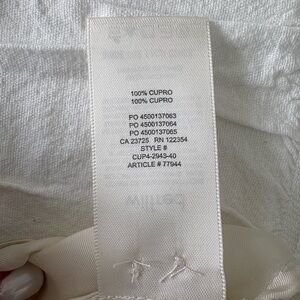 100% CUPRO
100% CUPRO
PO 4500137063
PO 4500137064
PO 4500137065
CA 23725 RN 122354
STYLE #
CUP4-2943-40
ARTICLE # 77944
wilfred